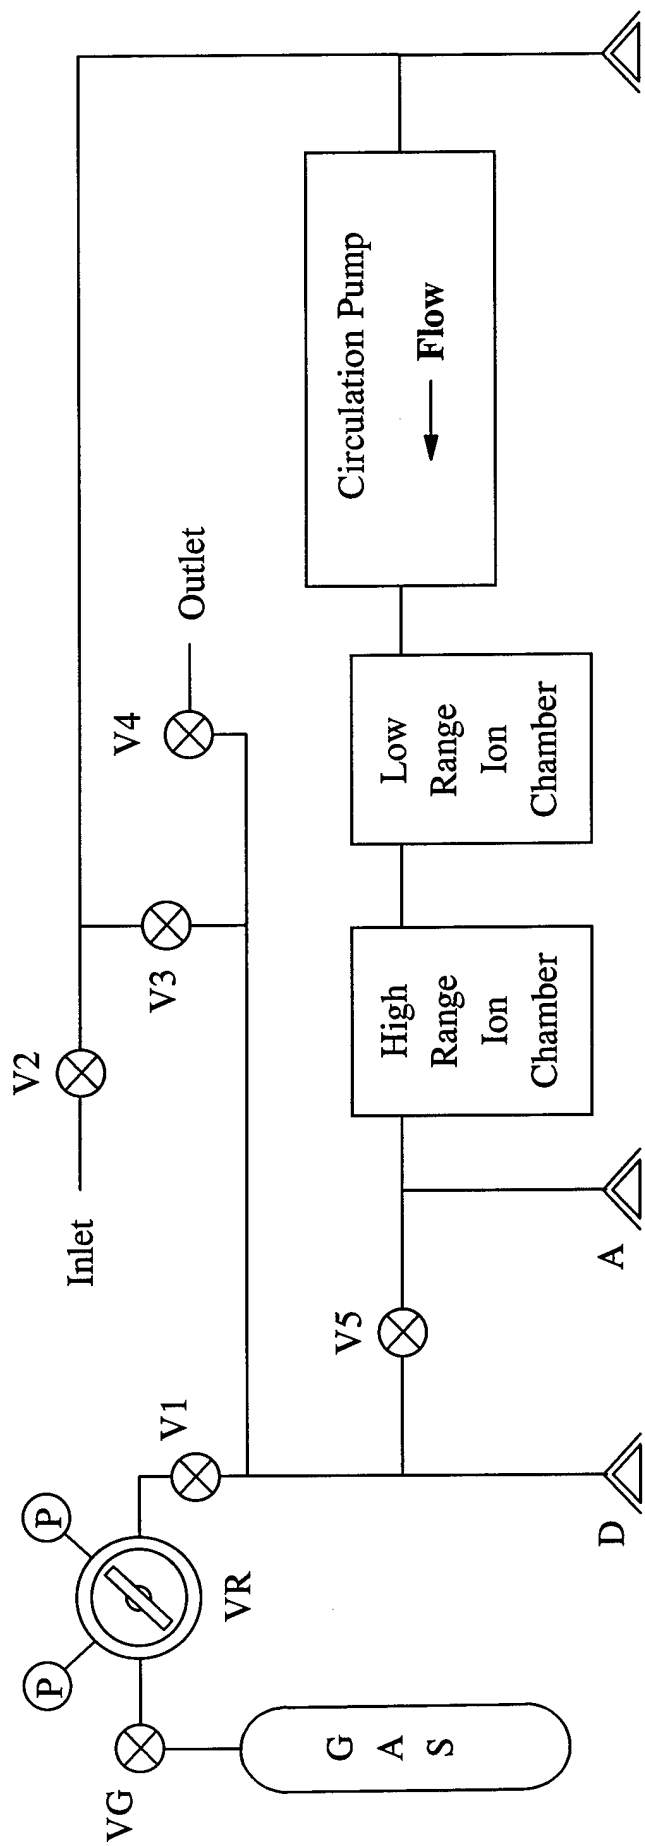 P
P
VG
VR
V1
V2
V3
V4
V5
Inlet
Outlet
G
A
S
D
A
High
Range
Ion
Chamber
Low
Range
Ion
Chamber
Circulation Pump
Flow